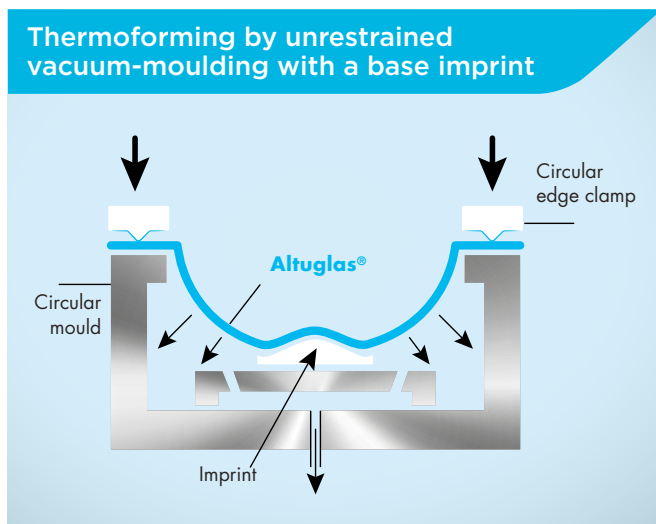 Thermoforming by unrestrained
vacuum-moulding with a base imprint
Circular
edge clamp
Altuglas®
Circular
mould
Imprint